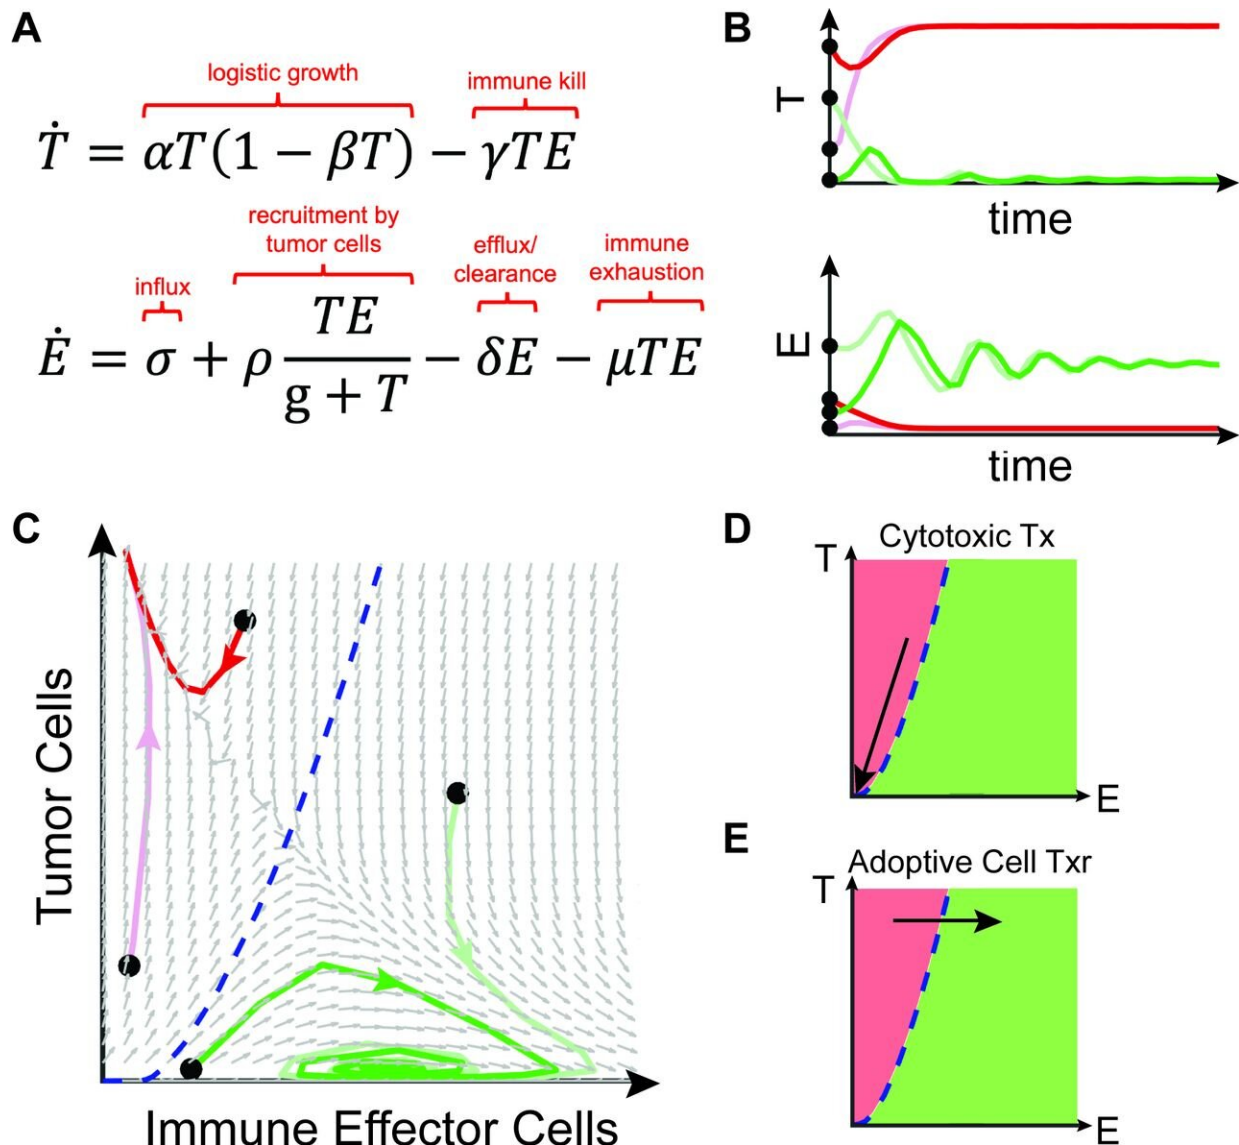 A
logistic growth
immune kill
Ṫ = αT(1 − βT) − γTE
recruitment by
tumor cells
influx
efflux/
clearance
immune
exhaustion
Ė = σ + ρ TE / g + T − δE − μTE
B
T
time
E
time
C
Tumor Cells
Immune Effector Cells
D
Cytotoxic Tx
T
E
E
Adoptive Cell Txr
T
E